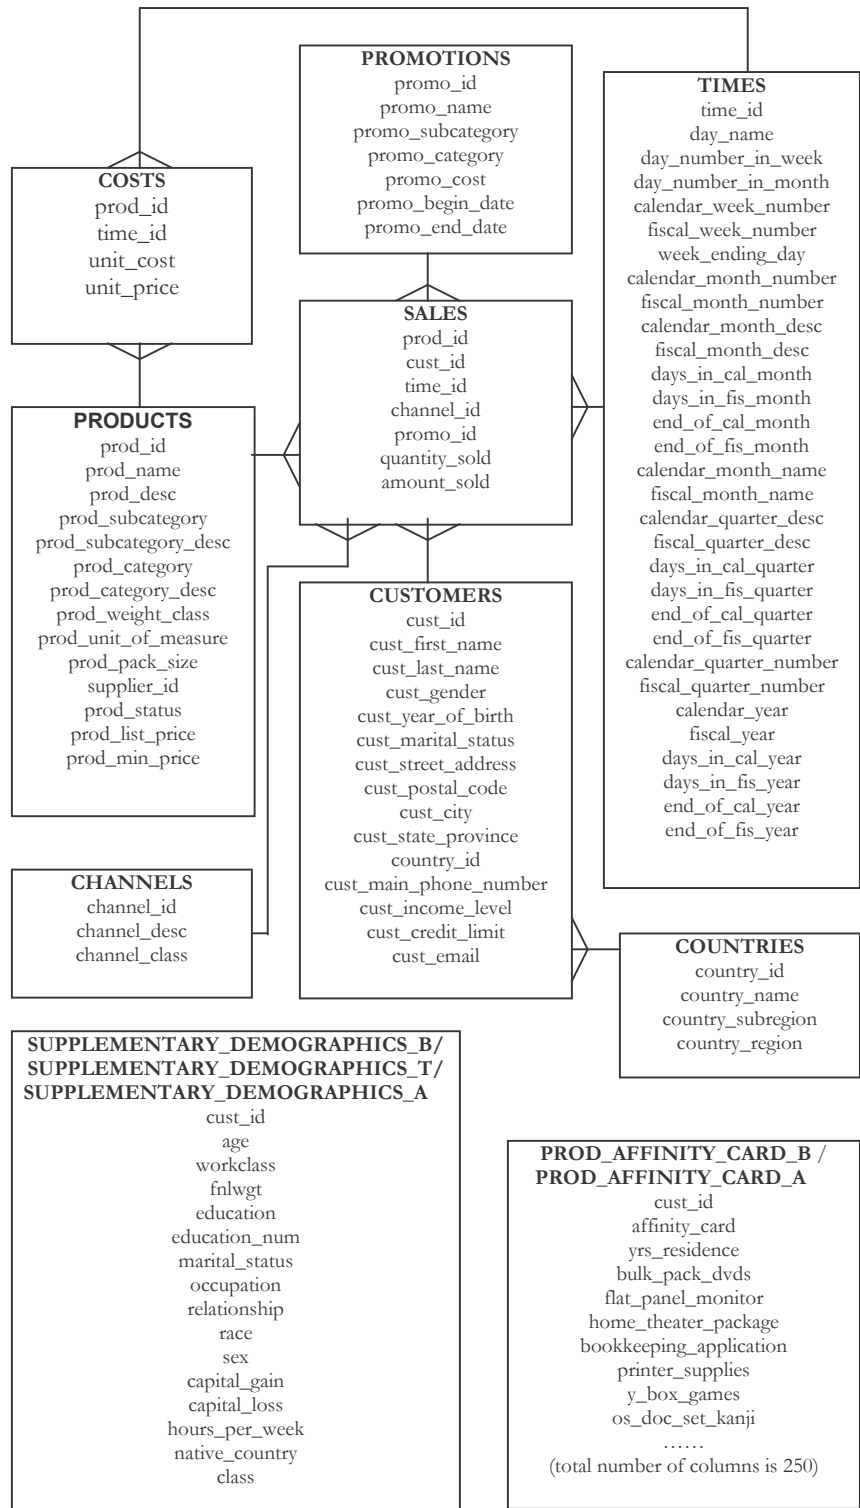 PROMOTIONS
promo_id
promo_name
promo_subcategory
promo_category
promo_cost
promo_begin_date
promo_end_date
TIMES
time_id
day_name
day_number_in_week
day_number_in_month
calendar_week_number
fiscal_week_number
week_ending_day
calendar_month_number
fiscal_month_number
calendar_month_desc
fiscal_month_desc
days_in_cal_month
days_in_fis_month
end_of_cal_month
end_of_fis_month
calendar_month_name
fiscal_month_name
calendar_quarter_desc
fiscal_quarter_desc
days_in_cal_quarter
days_in_fis_quarter
end_of_cal_quarter
end_of_fis_quarter
calendar_quarter_number
fiscal_quarter_number
calendar_year
fiscal_year
days_in_cal_year
days_in_fis_year
end_of_cal_year
end_of_fis_year
COSTS
prod_id
time_id
unit_cost
unit_price
SALES
prod_id
cust_id
time_id
channel_id
promo_id
quantity_sold
amount_sold
PRODUCTS
prod_id
prod_name
prod_desc
prod_subcategory
prod_subcategory_desc
prod_category
prod_category_desc
prod_weight_class
prod_unit_of_measure
prod_pack_size
supplier_id
prod_status
prod_list_price
prod_min_price
CUSTOMERS
cust_id
cust_first_name
cust_last_name
cust_gender
cust_year_of_birth
cust_marital_status
cust_street_address
cust_postal_code
cust_city
cust_state_province
country_id
cust_main_phone_number
cust_income_level
cust_credit_limit
cust_email
CHANNELS
channel_id
channel_desc
channel_class
COUNTRIES
country_id
country_name
country_subregion
country_region
SUPPLEMENTARY_DEMOGRAPHICS_B/
SUPPLEMENTARY_DEMOGRAPHICS_T/
SUPPLEMENTARY_DEMOGRAPHICS_A
cust_id
age
workclass
fnlwgt
education
education_num
marital_status
occupation
relationship
race
sex
capital_gain
capital_loss
hours_per_week
native_country
class
PROD_AFFINITY_CARD_B /
PROD_AFFINITY_CARD_A
cust_id
affinity_card
yrs_residence
bulk_pack_dvds
flat_panel_monitor
home_theater_package
bookkeeping_application
printer_supplies
y_box_games
os_doc_set_kanji
……
(total number of columns is 250)